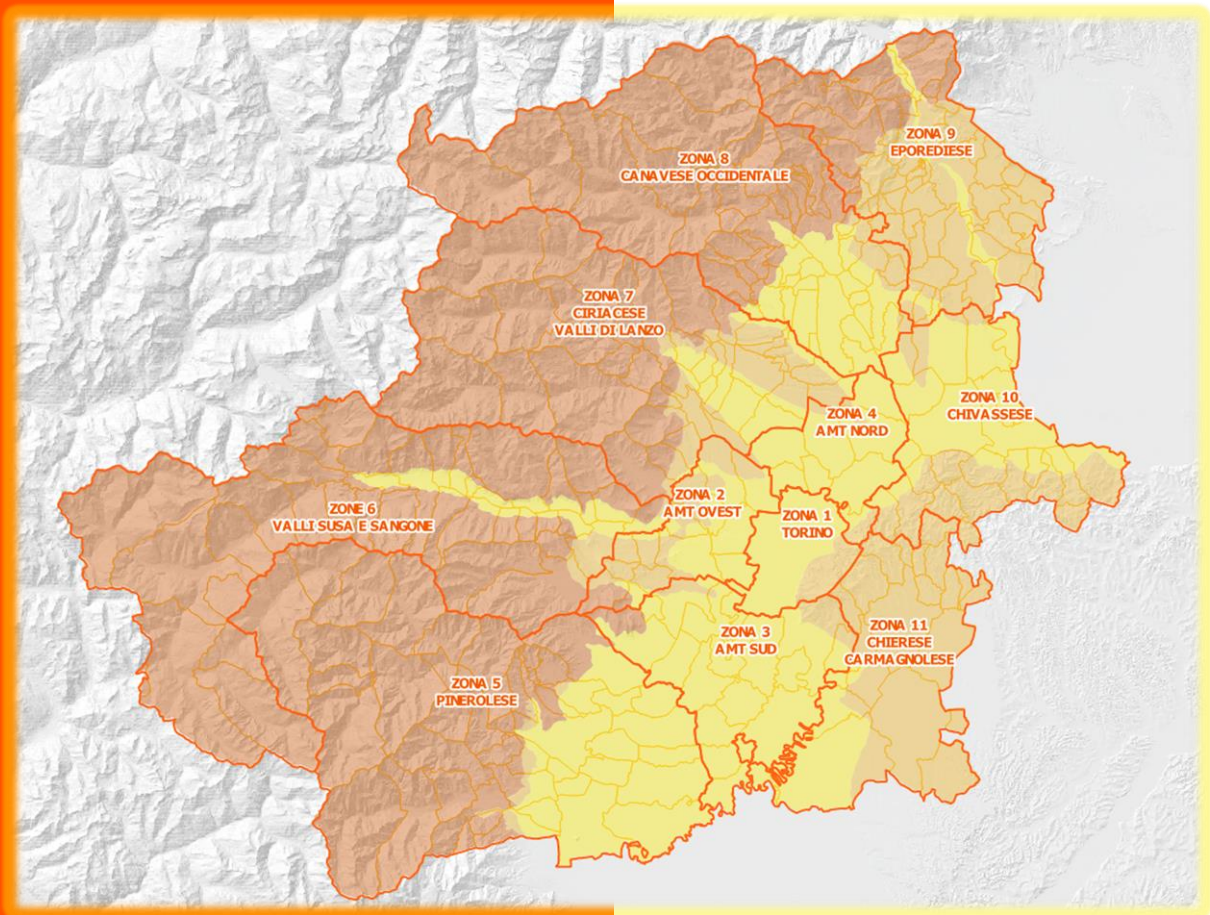 ZONA 9
EPOREDIESE
ZONA 8
CANAVESE OCCIDENTALE
ZONA 7
CIRIACESE
VALLI DI LANZO
ZONA 10
CHIVASSESE
ZONA 4
AMT NORD
ZONA 2
AMT OVEST
ZONE 6
VALLI SUSA E SANGONE
ZONA 1
TORINO
ZONA 3
AMT SUD
ZONA 11
CHIERESE
CARMAGNOLESE
ZONA 5
PINEROLESE